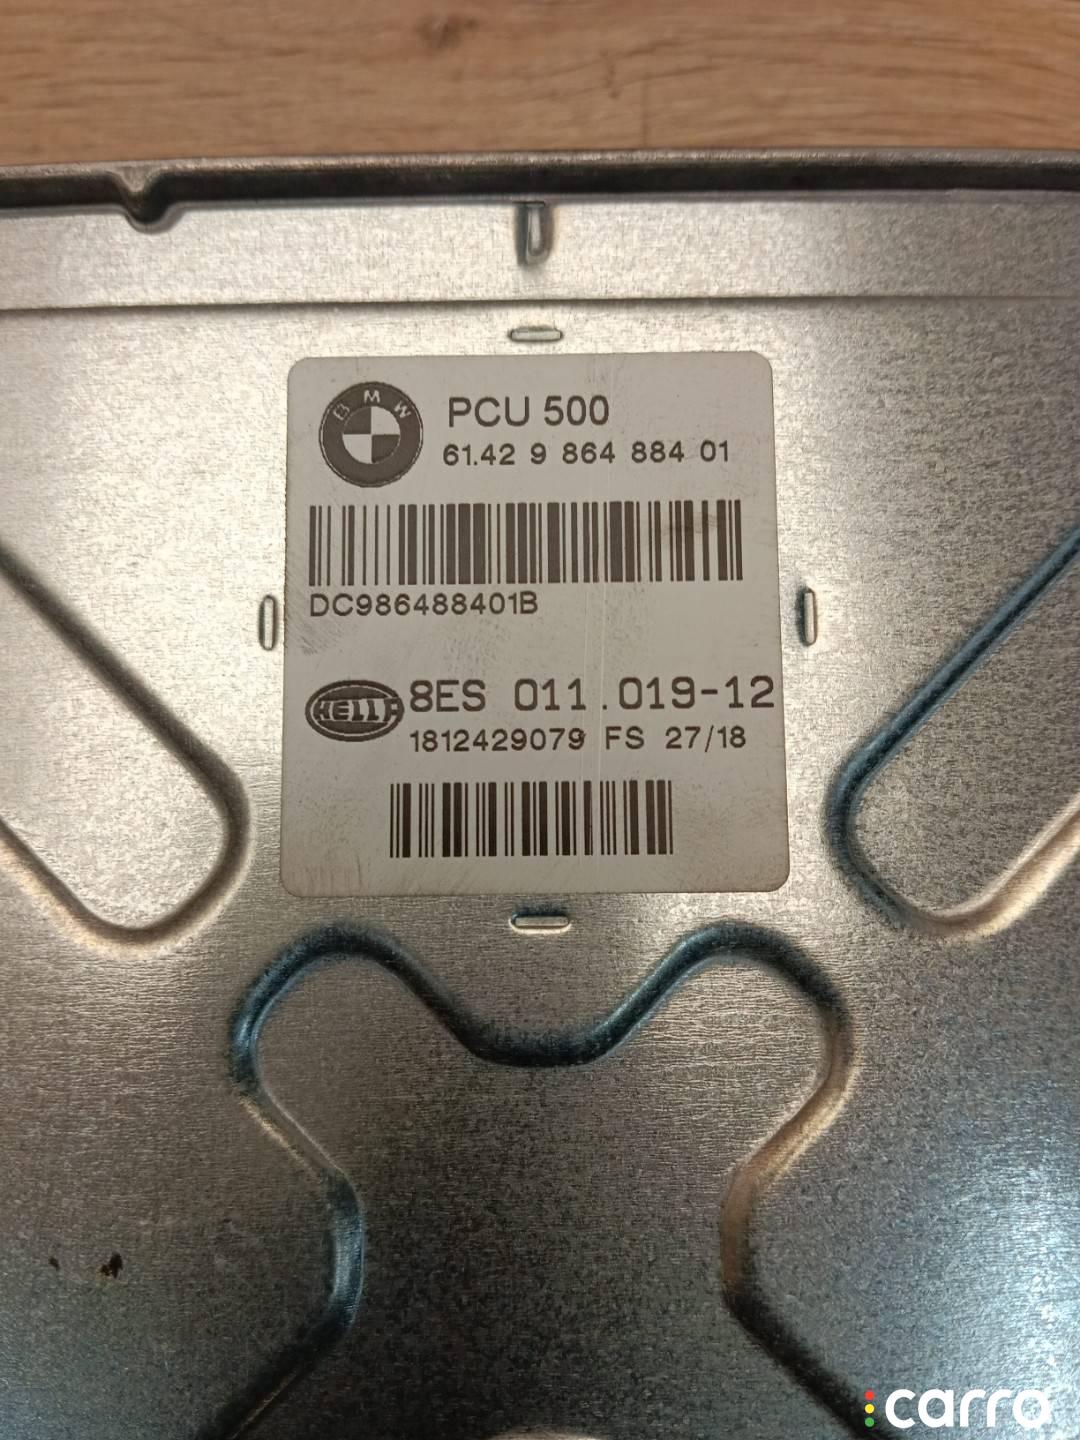 BMW
PCU 500
61.42 9 864 884 01
DC986488401B
HELLA
8ES 011.019-12
1812429079 FS 27/18
carro